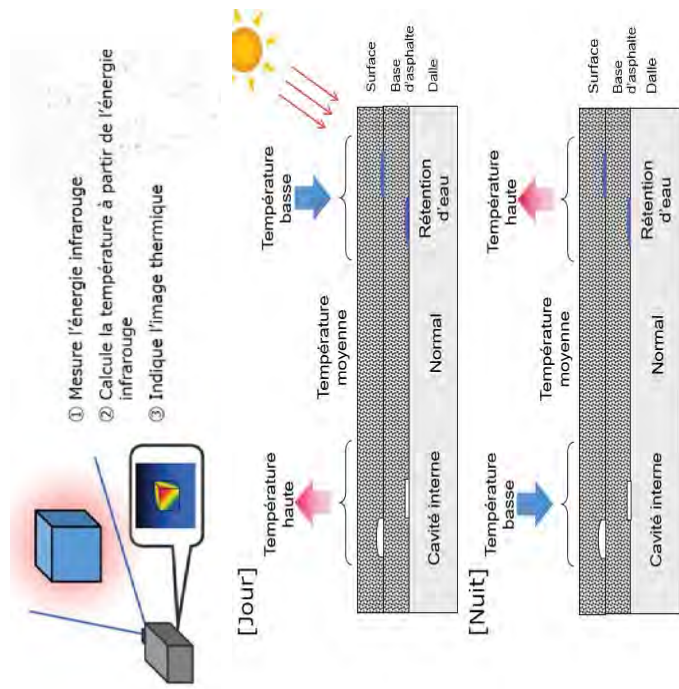 ① Mesure l'énergie infrarouge
② Calcule la température à partir de l'énergie
infrarouge
③ Indique l'image thermique
[Jour]
Température
haute
Température
moyenne
Température
basse
Surface
Base
d'asphalte
Dalle
Cavité interne
Normal
Rétention
d'eau
[Nuit]
Température
basse
Température
moyenne
Température
haute
Surface
Base
d'asphalte
Dalle
Cavité interne
Normal
Rétention
d'eau